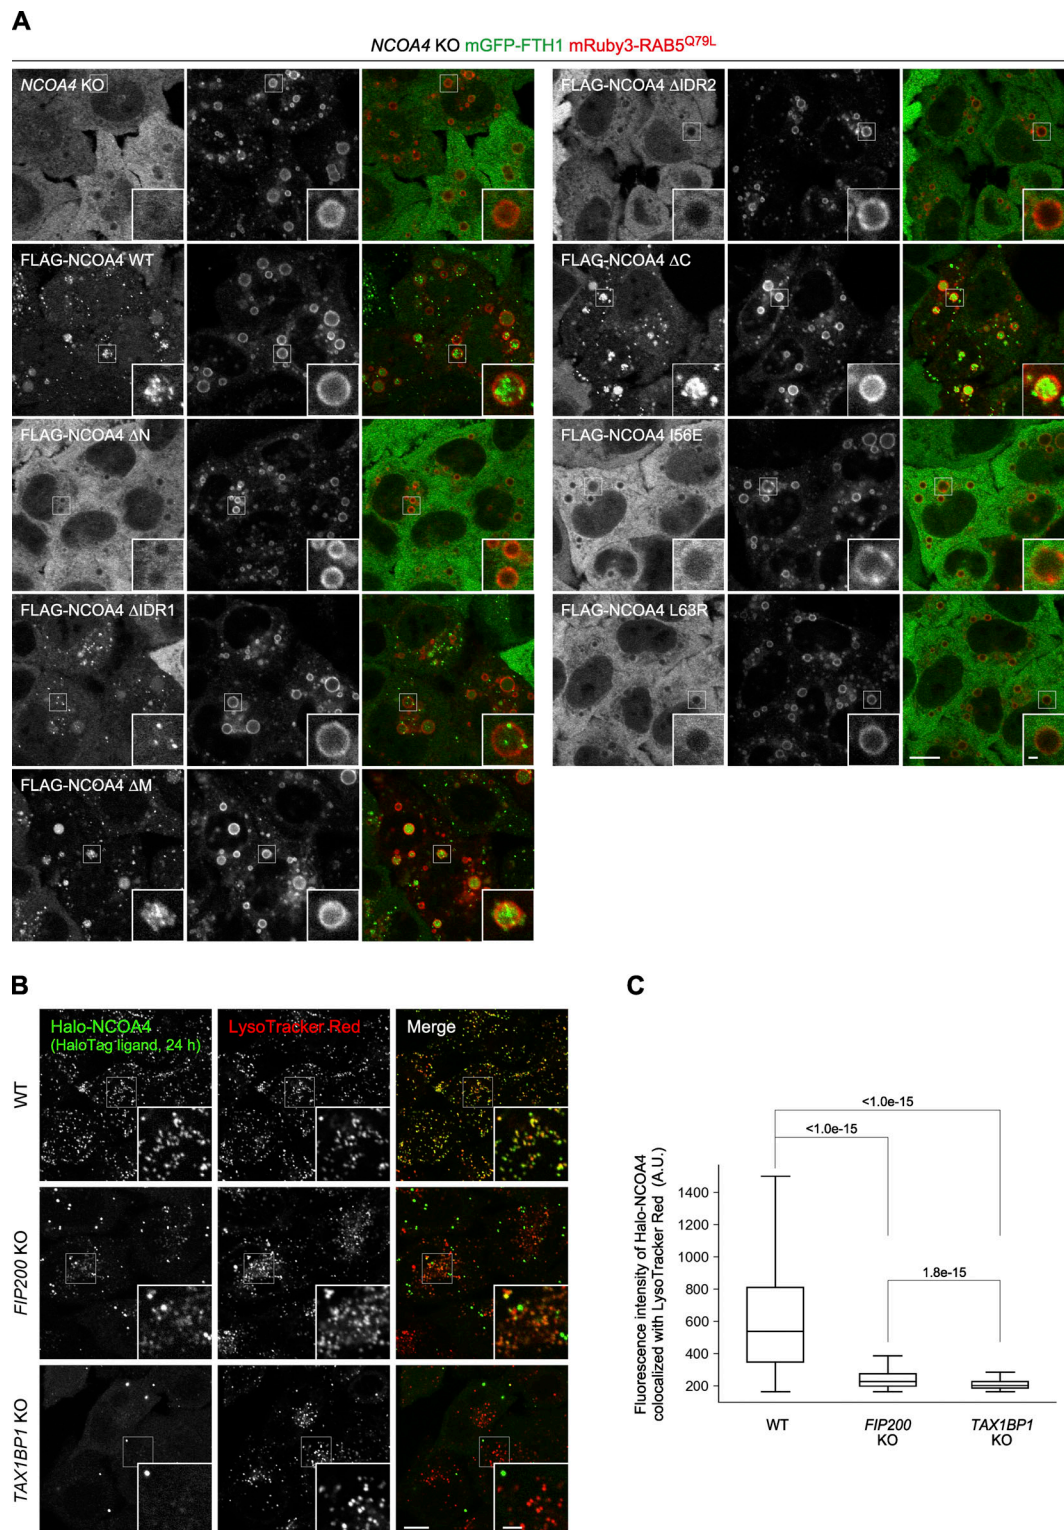 A
NCOA4 KO mGFP-FTH1 mRuby3-RAB5Q79L
NCOA4 KO
FLAG-NCOA4 WT
FLAG-NCOA4 ΔN
FLAG-NCOA4 ΔIDR1
FLAG-NCOA4 ΔM
FLAG-NCOA4 ΔIDR2
FLAG-NCOA4 ΔC
FLAG-NCOA4 I56E
FLAG-NCOA4 L63R
B
Halo-NCOA4
(HaloTag ligand, 24 h)
LysoTracker Red
Merge
WT
FIP200 KO
TAX1BP1 KO
C
<1.0e-15
<1.0e-15
1.8e-15
Fluorescence intensity of Halo-NCOA4
colocalized with LysoTracker Red (A.U.)
1400
1200
1000
800
600
400
200
WT
FIP200
KO
TAX1BP1
KO